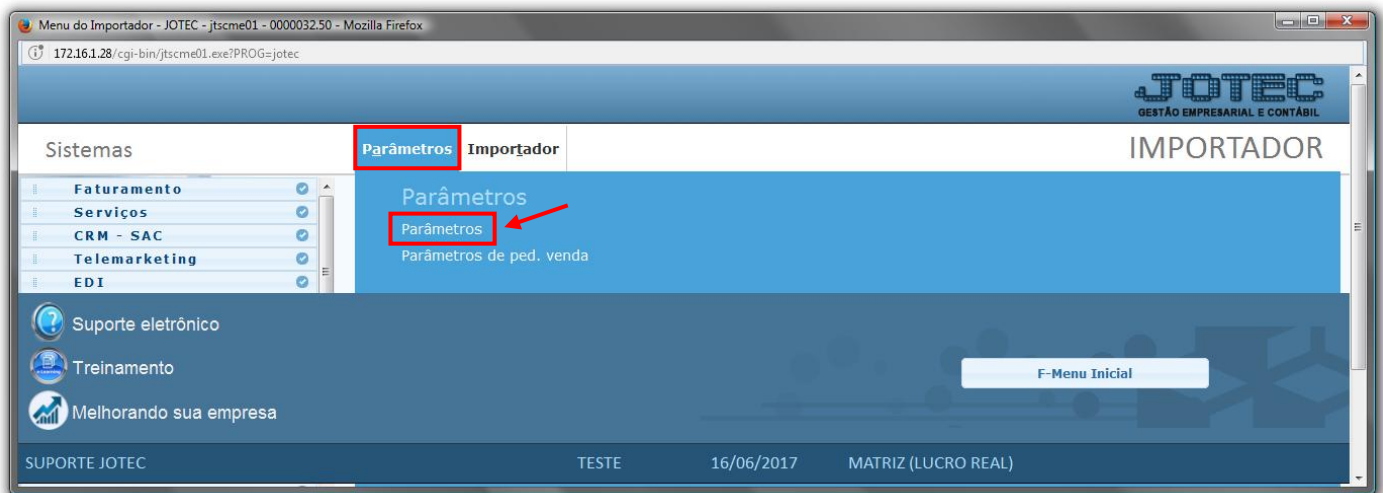 Menu do Importador - JOTEC - jtscme01 - 0000032.50 - Mozilla Firefox
172.16.1.28/cgi-bin/jtscme01.exe?PROG=jotec
JOTEC
GESTÃO EMPRESARIAL E CONTÁBIL
Sistemas
Parâmetros Importador
IMPORTADOR
Faturamento
Serviços
CRM - SAC
Telemarketing
EDI
Parâmetros
Parâmetros
Parâmetros de ped. venda
Suporte eletrônico
Treinamento
Melhorando sua empresa
F-Menu Inicial
SUPORTE JOTEC TESTE 16/06/2017 MATRIZ (LUCRO REAL)